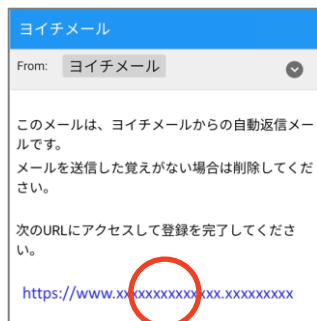 ヨイチメール
From: ヨイチメール
このメールは、ヨイチメールからの自動返信メー
ルです。
メールを送信した覚えがない場合は削除してくだ
さい。
次のURLにアクセスして登録を完了してくださ
い。
https://www.xxxxxxxxxxxxxx.xxxxxxxxx